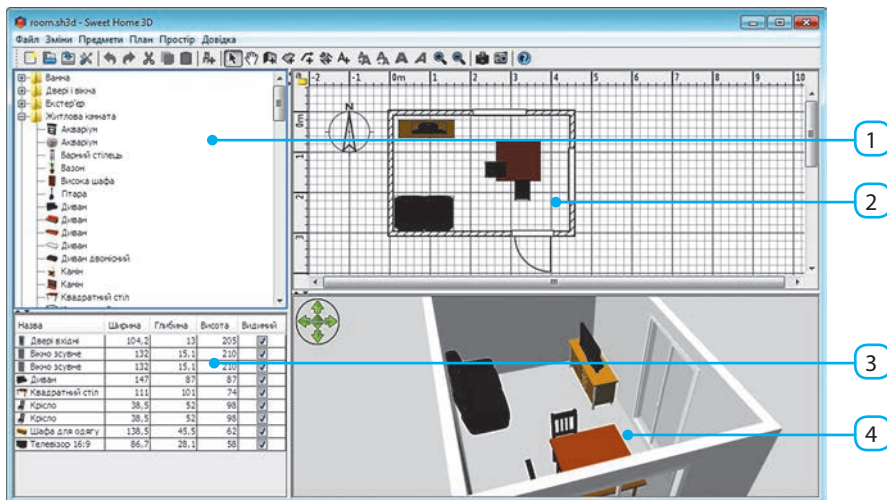 room.sh3d - Sweet Home 3D
Файл Зміни Предмети План Простір Довідка
Ванна
Двері і вікна
Екстер'єр
Житлова кімната
Акваріун
Акваріун
Барний стілець
Вазон
Висока шафа
Гітара
Диван
Диван
Диван
Диван
Диван двомісний
Камін
Камін
Квадратний стіл
-2 -1 0m 1 2 3 4 5 6 7 8 9 10
0m
1
2
3
N
1
2
3
4
Назва Ширина Глибина Висота Видимий
Двері вхідні 104,2 13 205
Вікно зсувне 132 15,1 210
Вікно зсувне 132 15,1 210
Диван 147 87 87
Квадратний стіл 111 101 74
Крісло 38,5 52 98
Крісло 38,5 52 98
Шафа для одягу 138,5 45,5 62
Телевізор 16:9 86,7 28,1 58